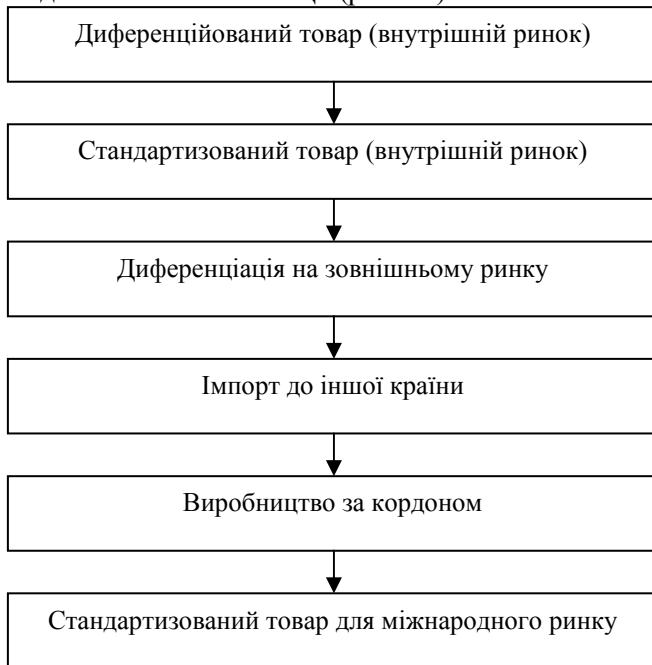 Диференційований товар (внутрішній ринок)
Стандартизований товар (внутрішній ринок)
Диференціація на зовнішньому ринку
Імпорт до іншої країни
Виробництво за кордоном
Стандартизований товар для міжнародного ринку